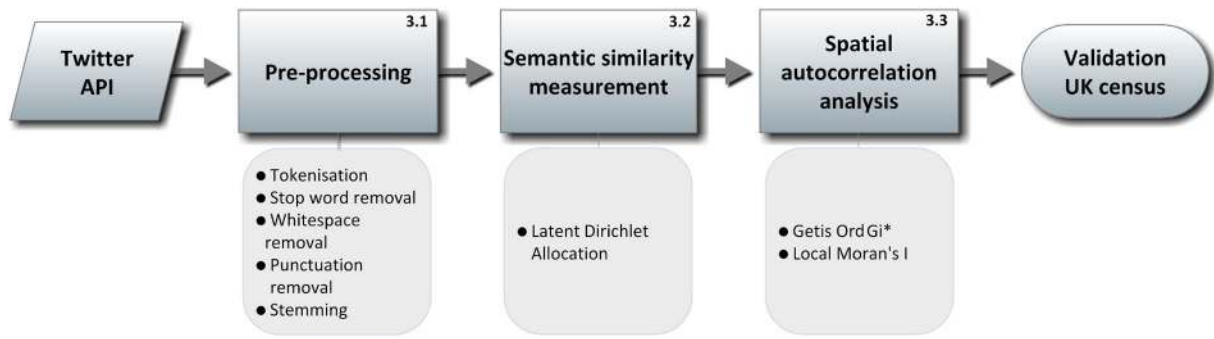 Twitter
API
3.1
Pre-processing
● Tokenisation
● Stop word removal
● Whitespace
removal
● Punctuation
removal
● Stemming
3.2
Semantic similarity
measurement
● Latent Dirichlet
Allocation
3.3
Spatial
autocorrelation
analysis
● Getis Ord Gi*
● Local Moran's I
Validation
UK census